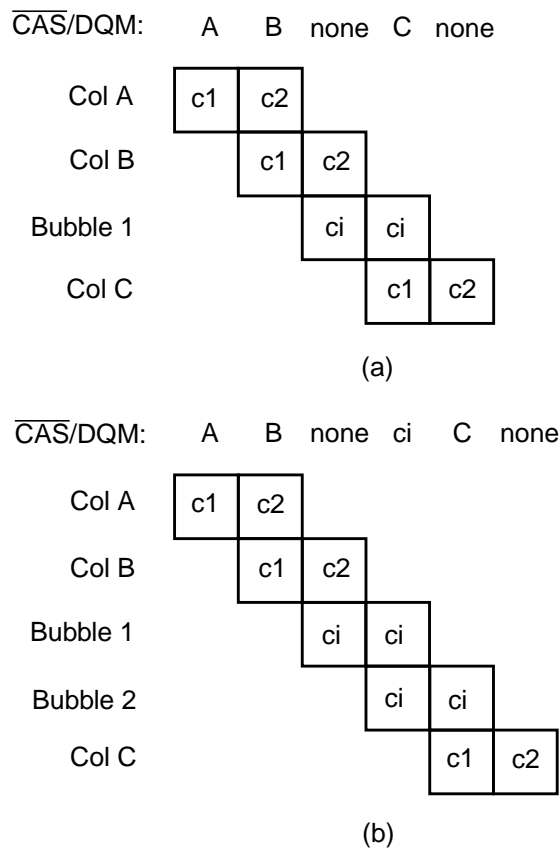 CAS/DQM: A B none C none
Col A c1 c2
Col B c1 c2
Bubble 1 ci ci
Col C c1 c2
(a)
CAS/DQM: A B none ci C none
Col A c1 c2
Col B c1 c2
Bubble 1 ci ci
Bubble 2 ci ci
Col C c1 c2
(b)